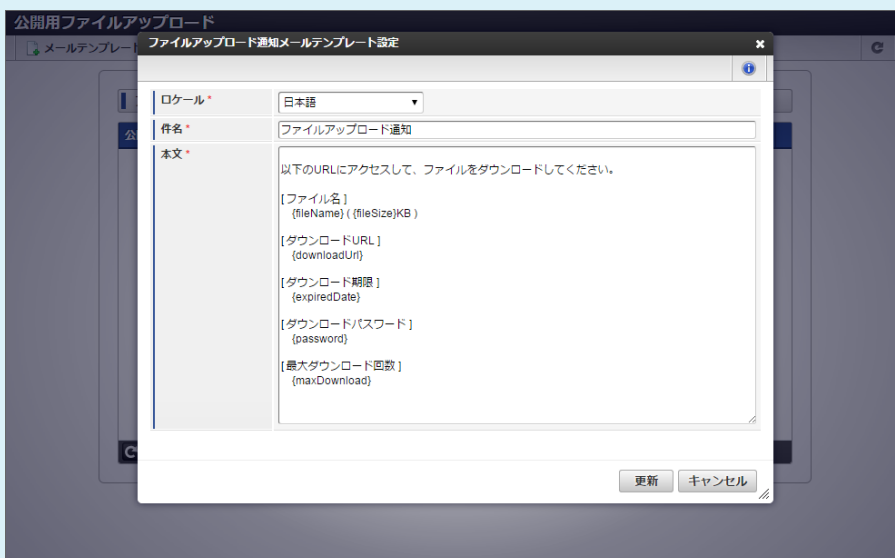 公開用ファイルアップロード
メールテンプレート
ファイルアップロード通知メールテンプレート設定
ロケール *
日本語
件名 *
ファイルアップロード通知
本文 *
以下のURLにアクセスして、ファイルをダウンロードしてください。
[ ファイル名 ]
{fileName} ( {fileSize}KB )
[ ダウンロードURL ]
{downloadUrl}
[ ダウンロード期限 ]
{expiredDate}
[ ダウンロードパスワード ]
{password}
[ 最大ダウンロード回数 ]
{maxDownload}
更新
キャンセル